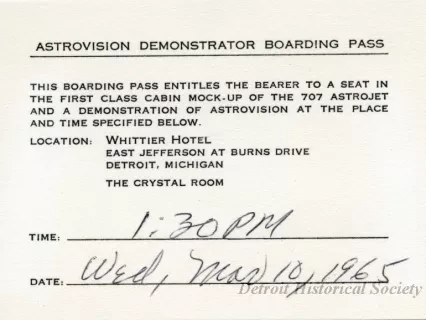 ASTROVISION DEMONSTRATOR BOARDING PASS
THIS BOARDING PASS ENTITLES THE BEARER TO A SEAT IN
THE FIRST CLASS CABIN MOCK-UP OF THE 707 ASTROJET
AND A DEMONSTRATION OF ASTROVISION AT THE PLACE
AND TIME SPECIFIED BELOW.
LOCATION: WHITTIER HOTEL
EAST JEFFERSON AT BURNS DRIVE
DETROIT, MICHIGAN
THE CRYSTAL ROOM
TIME: 1:30 PM
DATE: Wed, Mar 10, 1965
Detroit Historical Society